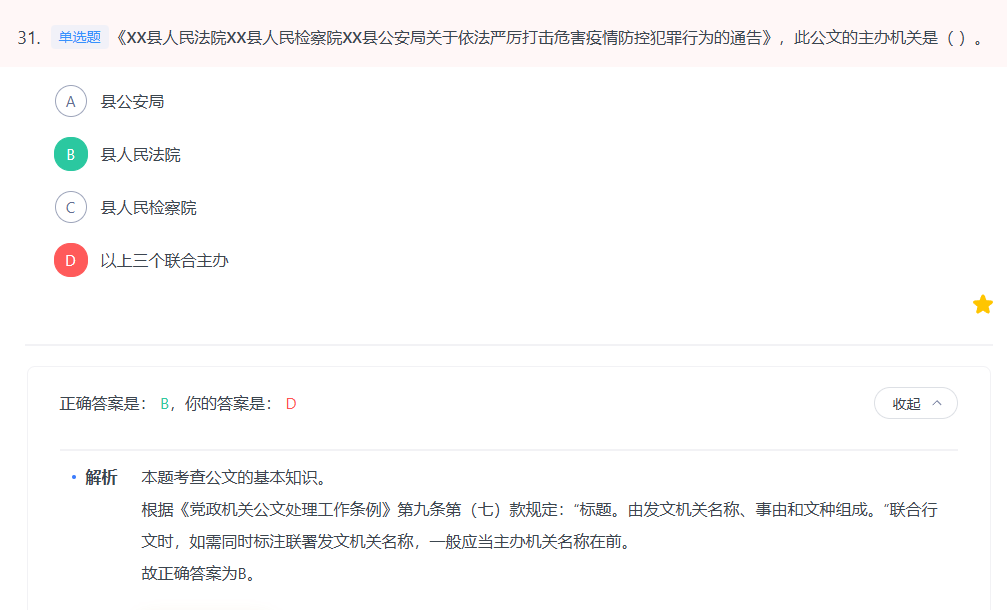 31. 单选题 《XX县人民法院XX县人民检察院XX县公安局关于依法严厉打击危害疫情防控犯罪行为的通告》，此公文的主办机关是（ ）。
A 县公安局
B 县人民法院
C 县人民检察院
D 以上三个联合主办
正确答案是： B，你的答案是： D
收起
• 解析 本题考查公文的基本知识。
根据《党政机关公文处理工作条例》第九条第（七）款规定：“标题。由发文机关名称、事由和文种组成。”联合行
文时，如需同时标注联署发文机关名称，一般应当主办机关名称在前。
故正确答案为B。